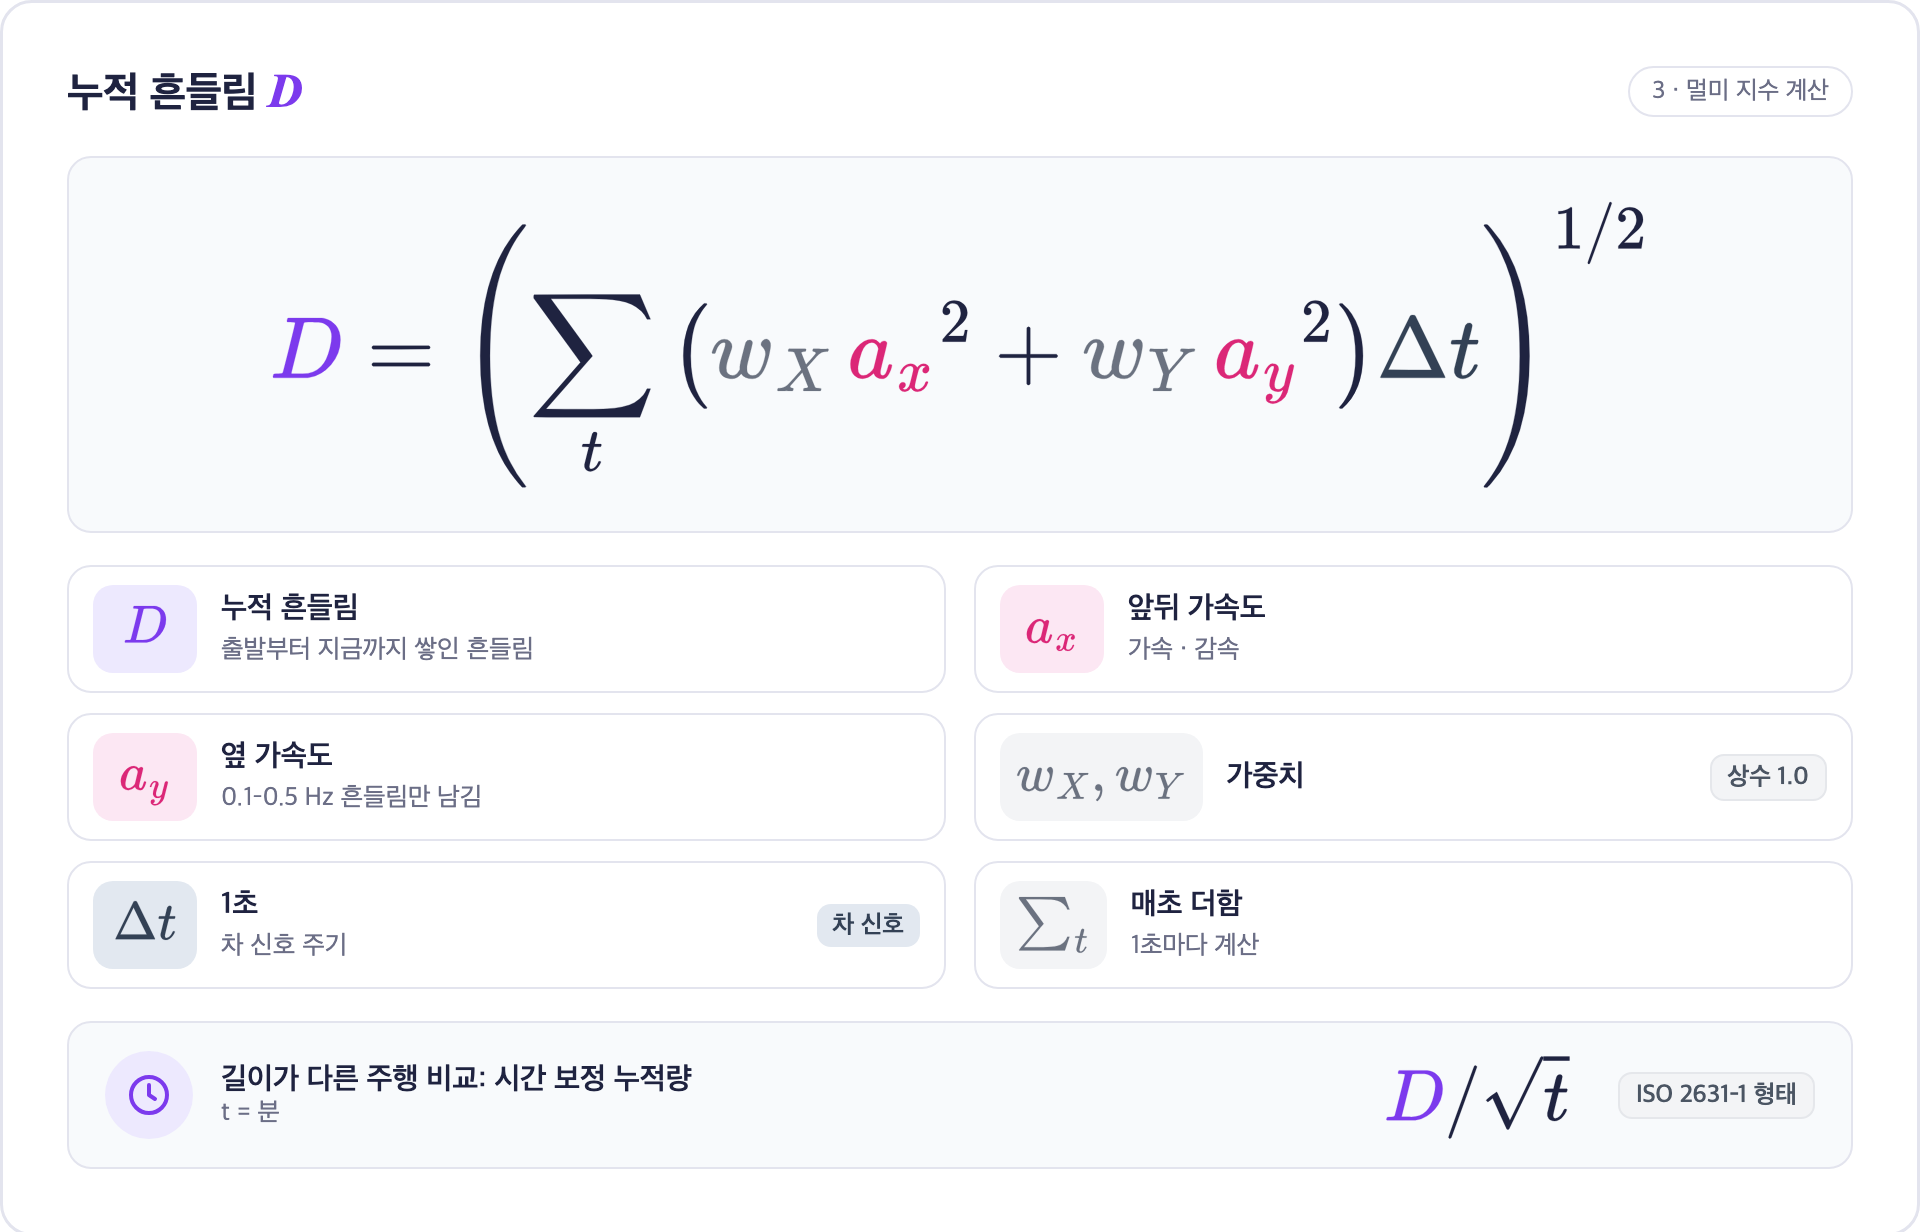 누적 흔들림 D
3 · 멀미 지수 계산
D = (∑_t (w_X a_x² + w_Y a_y²) Δt)^{1/2}
D
누적 흔들림
출발부터 지금까지 쌓인 흔들림
a_x
앞뒤 가속도
가속 · 감속
a_y
옆 가속도
0.1-0.5 Hz 흔들림만 남김
w_X, w_Y
가중치
상수 1.0
Δt
1초
차 신호 주기
차 신호
∑_t
매초 더함
1초마다 계산
길이가 다른 주행 비교: 시간 보정 누적량
t = 분
D/√t
ISO 2631-1 형태